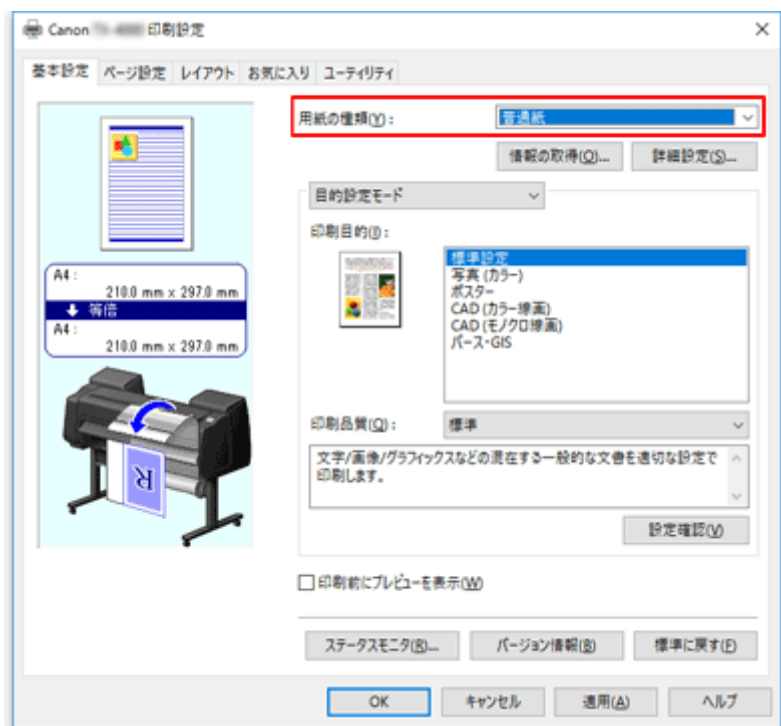 Canon 印刷設定
基本設定 ページ設定 レイアウト お気に入り ユーティリティ
用紙の種類(Y): 普通紙
情報の取得(O)... 詳細設定(S)...
目的設定モード
印刷目的(I):
標準設定
写真 (カラー)
ポスター
CAD (カラー線画)
CAD (モノクロ線画)
パース・GIS
A4 :
210.0 mm x 297.0 mm
等倍
A4 :
210.0 mm x 297.0 mm
R
印刷品質(Q): 標準
文字/画像/グラフィックスなどの混在する一般的な文書を適切な設定で
印刷します。
設定確認(V)
印刷前にプレビューを表示(W)
ステータスモニタ(R)... バージョン情報(B) 標準に戻す(F)
OK キャンセル 適用(A) ヘルプ